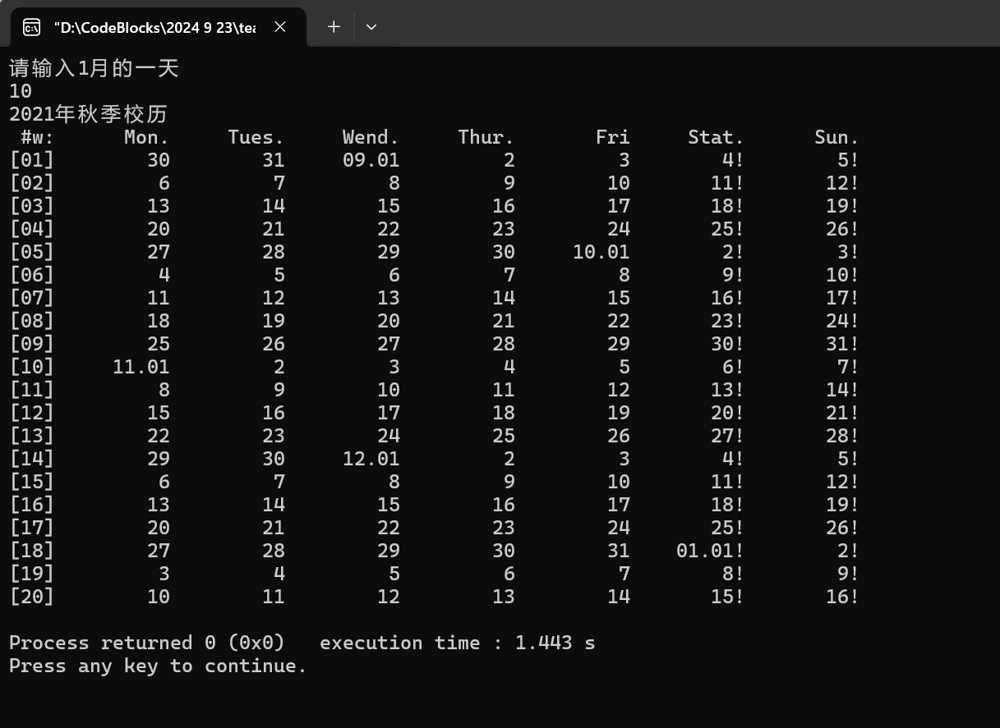 "D:\CodeBlocks\2024 9 23\tea
请输入1月的一天
10
2021年秋季校历
#w: Mon. Tues. Wend. Thur. Fri Stat. Sun.
[01] 30 31 09.01 2 3 4! 5!
[02] 6 7 8 9 10 11! 12!
[03] 13 14 15 16 17 18! 19!
[04] 20 21 22 23 24 25! 26!
[05] 27 28 29 30 10.01 2! 3!
[06] 4 5 6 7 8 9! 10!
[07] 11 12 13 14 15 16! 17!
[08] 18 19 20 21 22 23! 24!
[09] 25 26 27 28 29 30! 31!
[10] 11.01 2 3 4 5 6! 7!
[11] 8 9 10 11 12 13! 14!
[12] 15 16 17 18 19 20! 21!
[13] 22 23 24 25 26 27! 28!
[14] 29 30 12.01 2 3 4! 5!
[15] 6 7 8 9 10 11! 12!
[16] 13 14 15 16 17 18! 19!
[17] 20 21 22 23 24 25! 26!
[18] 27 28 29 30 31 01.01! 2!
[19] 3 4 5 6 7 8! 9!
[20] 10 11 12 13 14 15! 16!
Process returned 0 (0x0) execution time : 1.443 s
Press any key to continue.